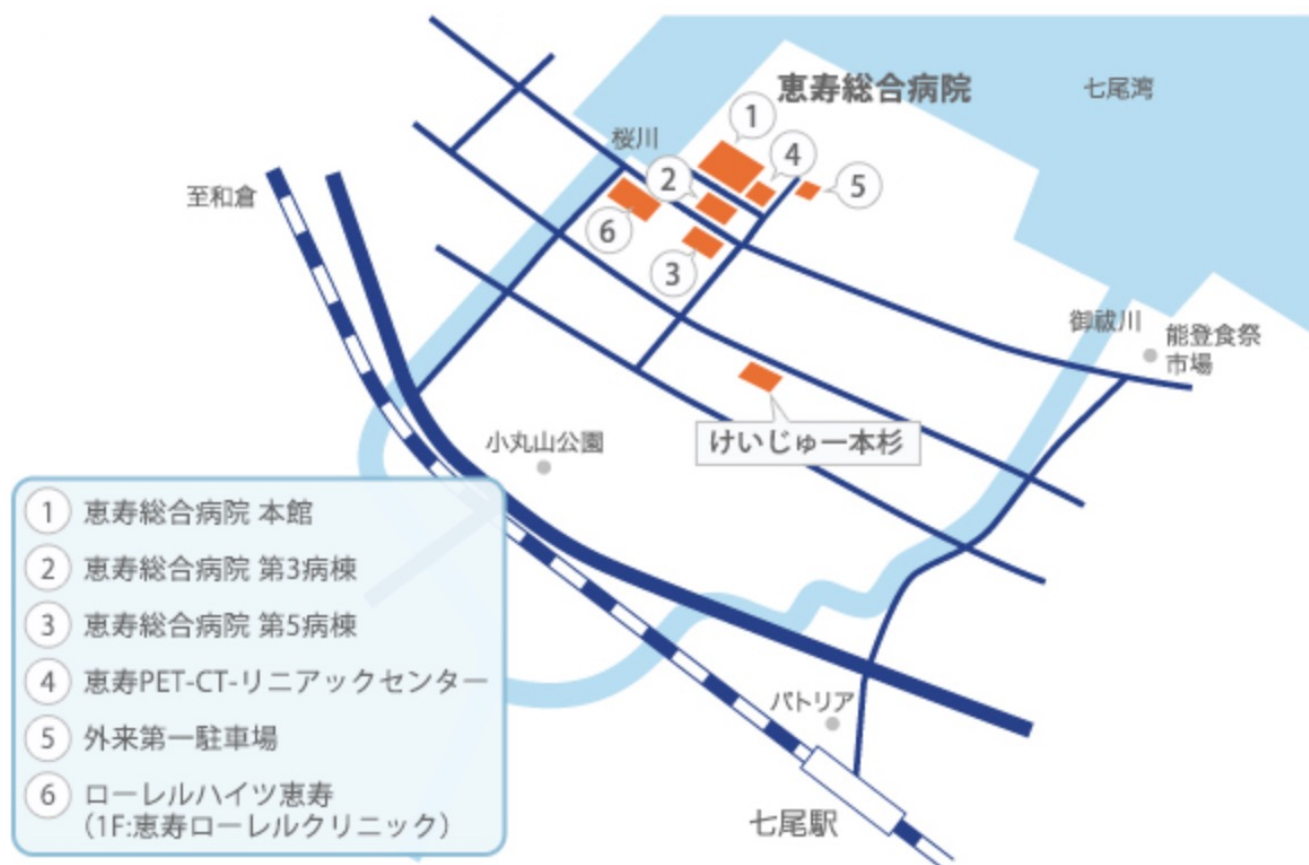 恵寿総合病院
七尾湾
桜川
1
4
2
5
6
3
至和倉
御祓川
能登食祭
市場
けいじゅ一本杉
小丸山公園
1 恵寿総合病院 本館
2 恵寿総合病院 第3病棟
3 恵寿総合病院 第5病棟
4 恵寿PET-CT-リニアックセンター
5 外来第一駐車場
6 ローレルハイツ恵寿
(1F:恵寿ローレルクリニック)
パトリア
七尾駅